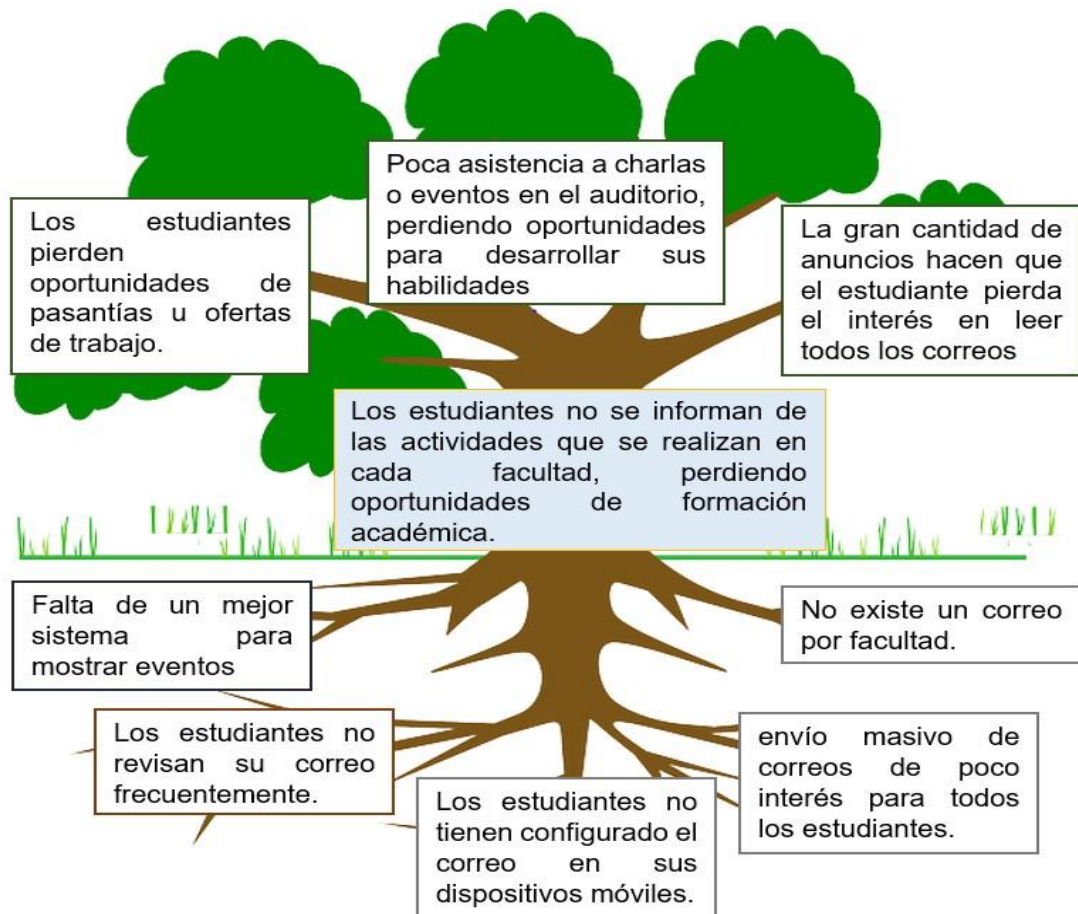 Los estudiantes
pierden
oportunidades de
pasantías u ofertas
de trabajo.
Poca asistencia a charlas
o eventos en el auditorio,
perdiendo oportunidades
para desarrollar sus
habilidades
La gran cantidad de
anuncios hacen que
el estudiante pierda
el interés en leer
todos los correos
Los estudiantes no se informan de
las actividades que se realizan en
cada facultad, perdiendo
oportunidades de formación
académica.
Falta de un mejor
sistema para
mostrar eventos
No existe un correo
por facultad.
Los estudiantes no
revisan su correo
frecuentemente.
Los estudiantes no
tienen configurado el
correo en sus
dispositivos móviles.
envío masivo de
correos de poco
interés para todos
los estudiantes.